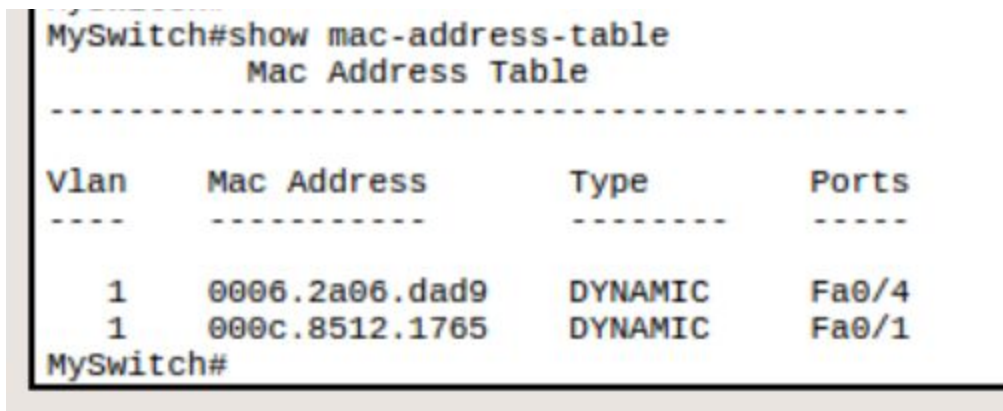 MySwitch#show mac-address-table
Mac Address Table
-------------------------------------------
Vlan    Mac Address       Type        Ports
----    -----------       --------    -----
1    0006.2a06.dad9    DYNAMIC     Fa0/4
1    000c.8512.1765    DYNAMIC     Fa0/1
MySwitch#